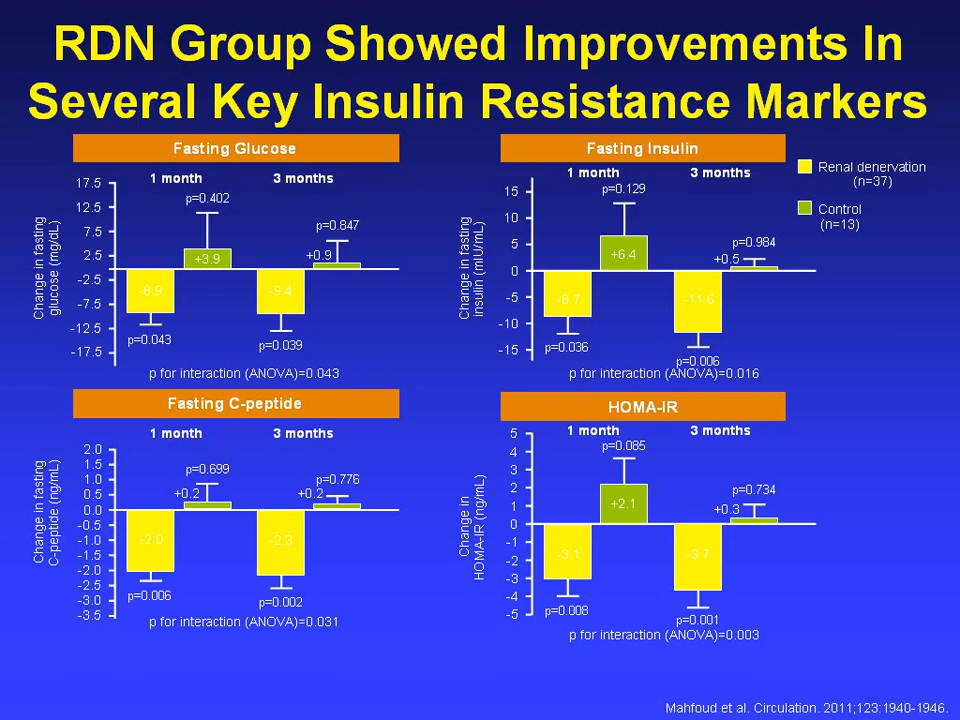 RDN Group Showed Improvements In
Several Key Insulin Resistance Markers
Fasting Glucose
1 month 3 months
Change in fasting
glucose (mg/dL)
17.5
12.5
7.5
2.5
-2.5
-7.5
-12.5
-17.5
p=0.402
p=0.847
+3.9
+0.9
-8.9
-9.4
p=0.043
p=0.039
p for interaction (ANOVA)=0.043
Fasting Insulin
1 month 3 months
Change in fasting
insulin (mIU/mL)
15
10
5
0
-5
-10
-15
p=0.129
p=0.984
+6.4
+0.5
-8.7
-11.6
p=0.036
p=0.006
p for interaction (ANOVA)=0.016
Renal denervation
(n=37)
Control
(n=13)
Fasting C-peptide
1 month 3 months
Change in fasting
C-peptide (ng/mL)
2.0
1.5
1.0
0.5
0.0
-0.5
-1.0
-1.5
-2.0
-2.5
-3.0
-3.5
p=0.699
p=0.776
+0.2
+0.2
-2.0
-2.3
p=0.006
p=0.002
p for interaction (ANOVA)=0.031
HOMA-IR
1 month 3 months
Change in
HOMA-IR (ng/mL)
5
4
3
2
1
0
-1
-2
-3
-4
-5
p=0.085
p=0.734
+2.1
+0.3
-3.1
-3.7
p=0.008
p=0.001
p for interaction (ANOVA)=0.003
Mahfoud et al. Circulation. 2011;123:1940-1946.